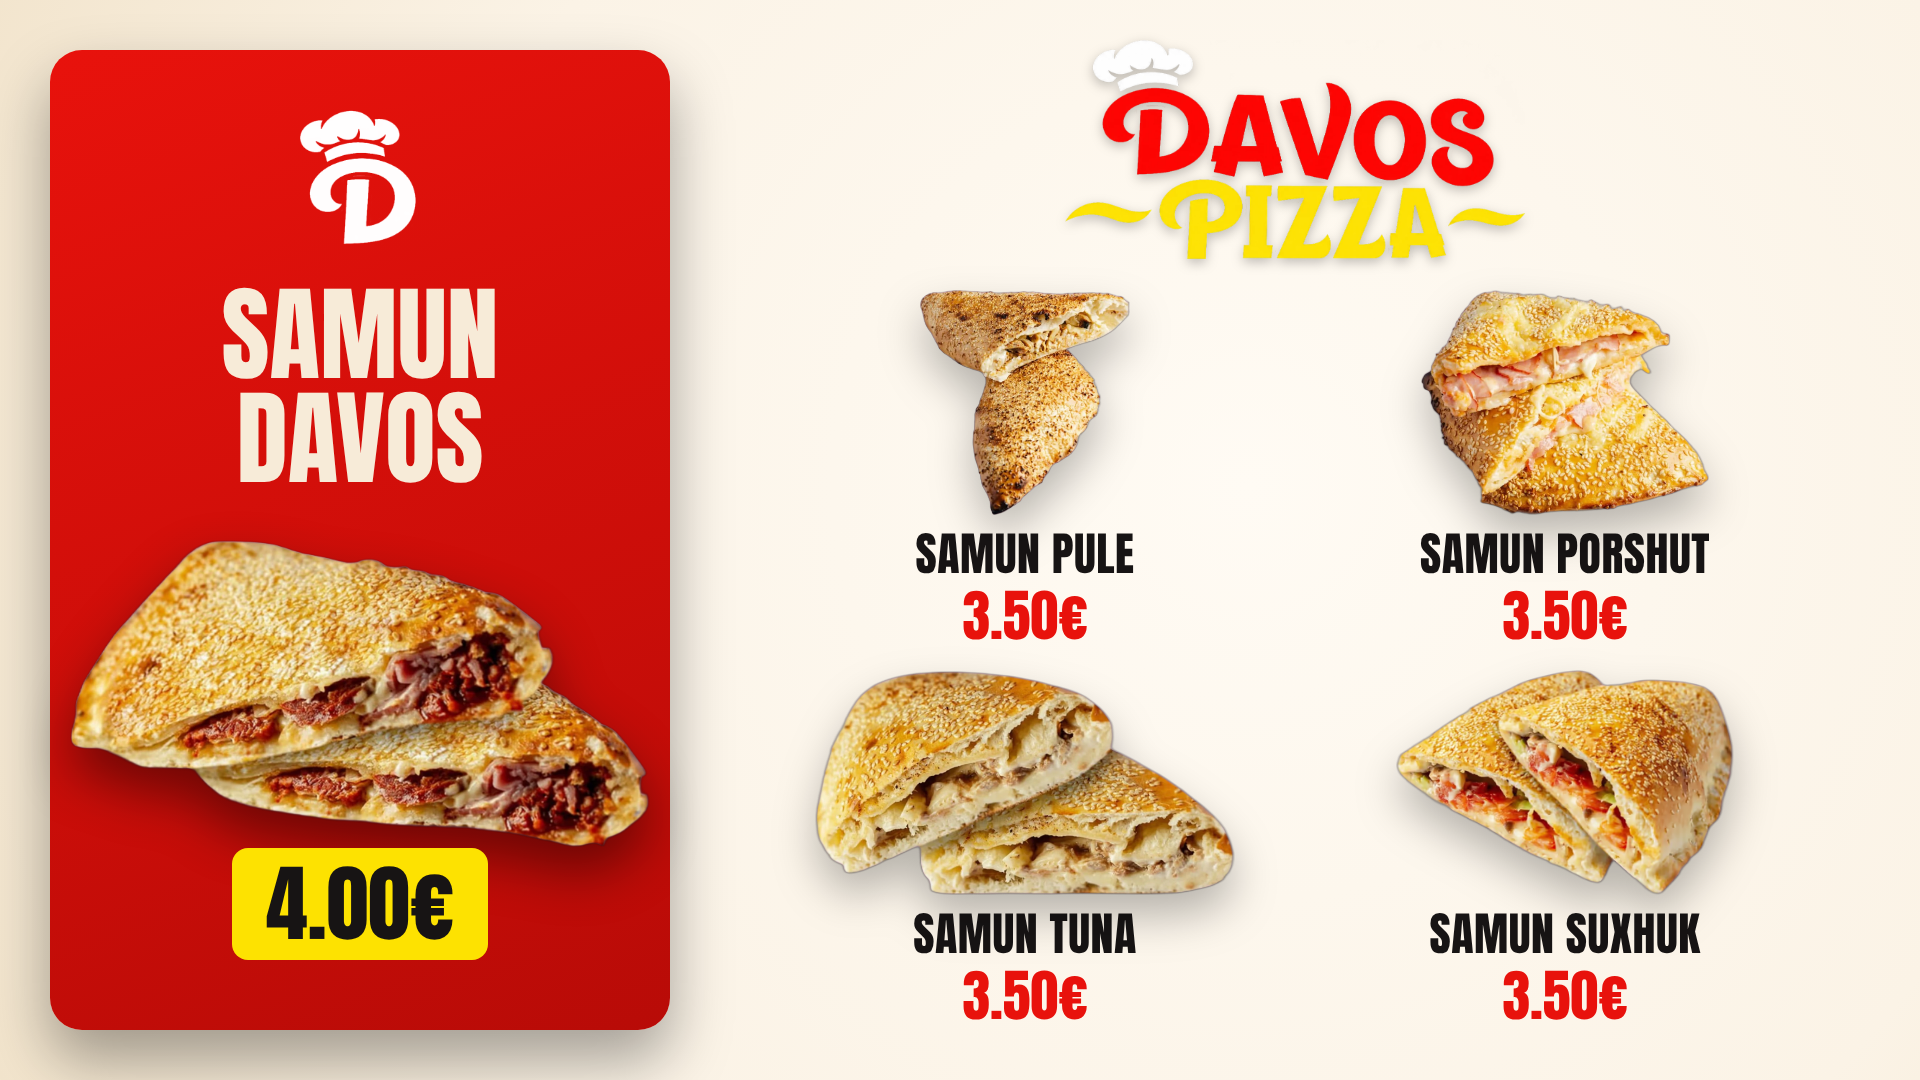 D
SAMUN
DAVOS
4.00€
DAVOS
PIZZA
SAMUN PULE
3.50€
SAMUN PORSHUT
3.50€
SAMUN TUNA
3.50€
SAMUN SUXHUK
3.50€